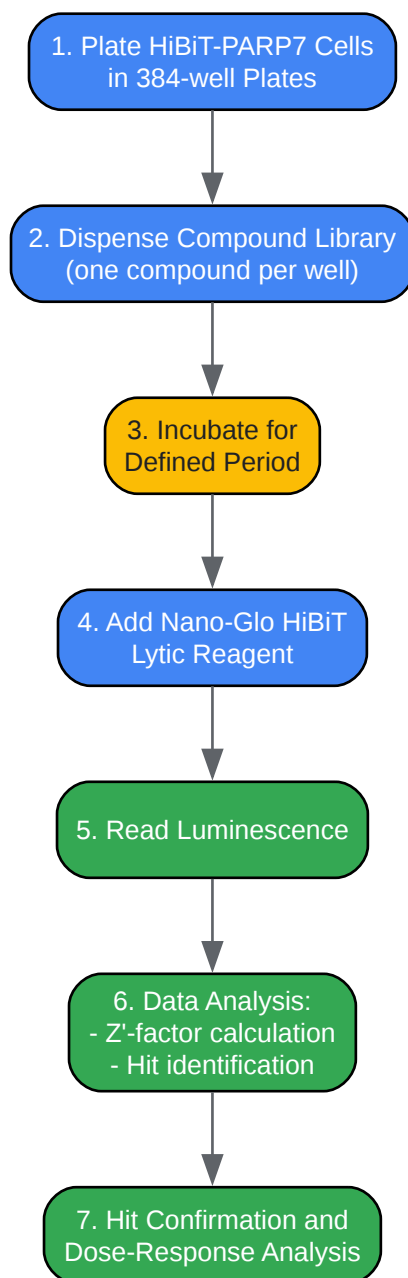 1. Plate HiBiT-PARP7 Cells
in 384-well Plates
2. Dispense Compound Library
(one compound per well)
3. Incubate for
Defined Period
4. Add Nano-Glo HiBiT
Lytic Reagent
5. Read Luminescence
6. Data Analysis:
- Z'-factor calculation
- Hit identification
7. Hit Confirmation and
Dose-Response Analysis